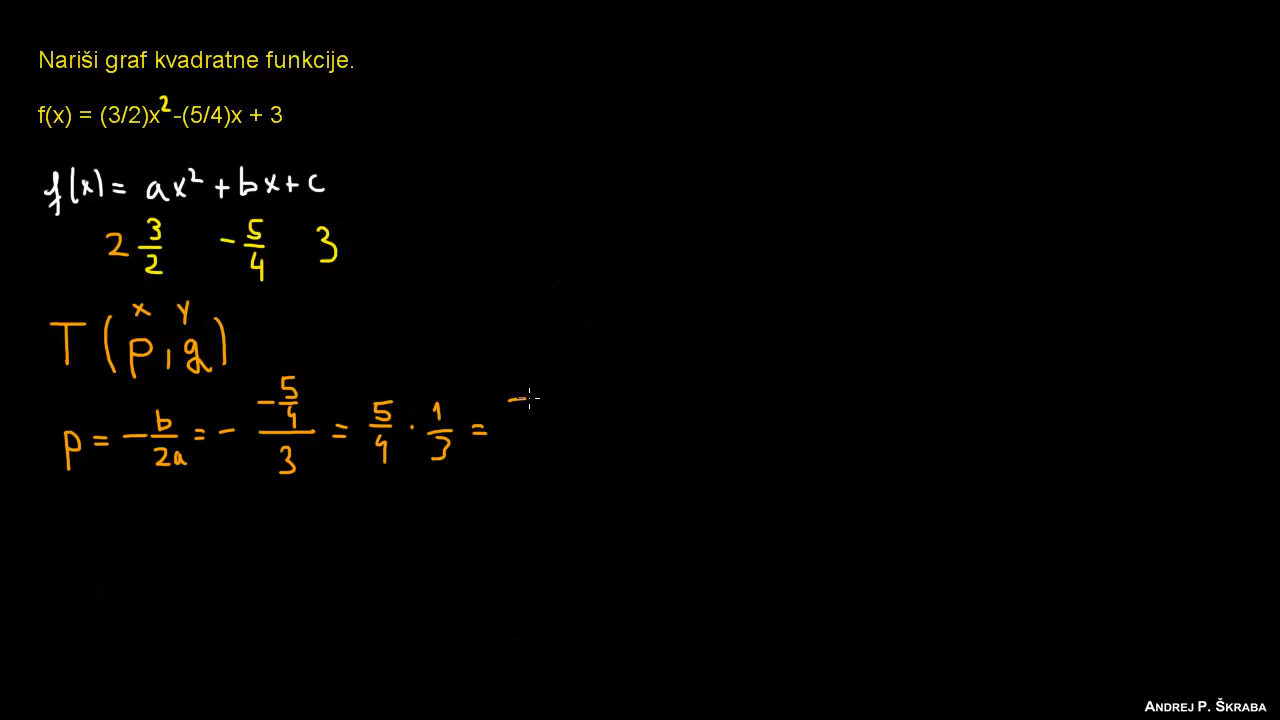 Nariši graf kvadratne funkcije.
f(x) = (3/2)x² -(5/4)x + 3
f(x) = ax² + bx + c
2 3/2 - 5/4 3
x y
T (p, q)
p = - b/2a = - (- 5/4)/3 = 5/4 · 1/3 =
ANDREJ P. ŠKRABA